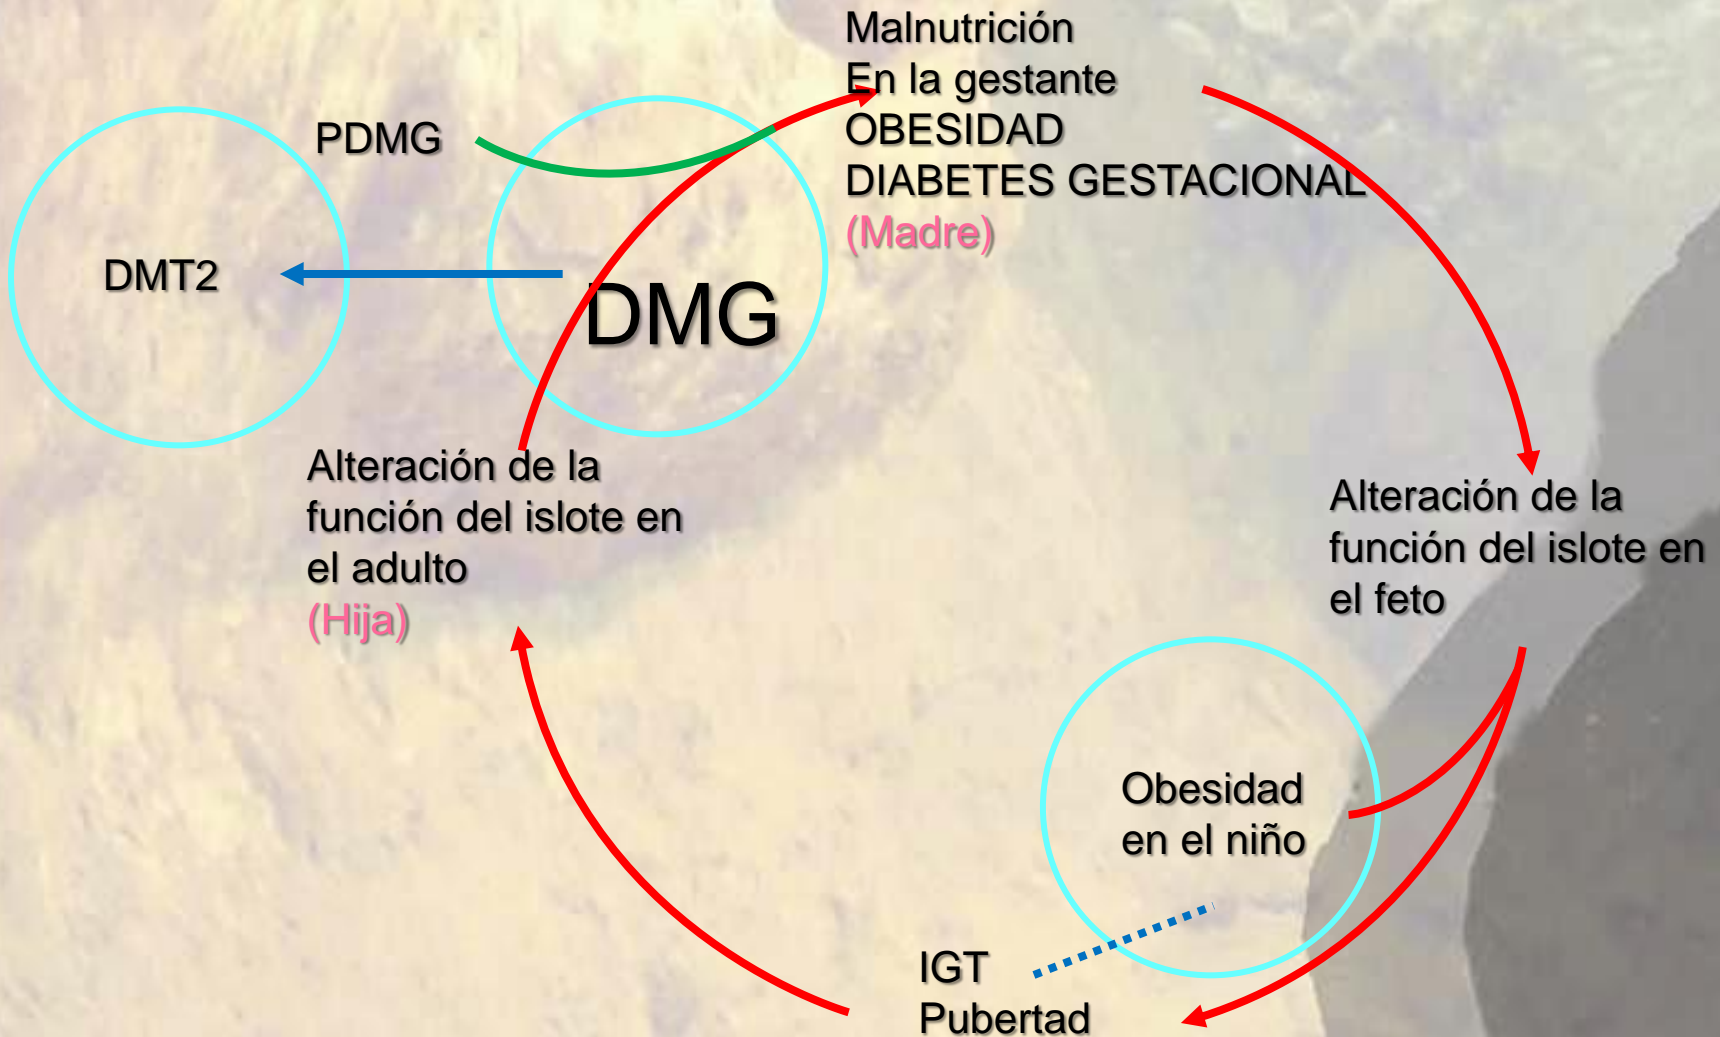 Malnutrición
En la gestante
OBESIDAD
DIABETES GESTACIONAL
(Madre)
PDMG
DMT2
DMG
Alteración de la
función del islote en
el adulto
(Hija)
Alteración de la
función del islote en
el feto
Obesidad
en el niño
IGT
Pubertad